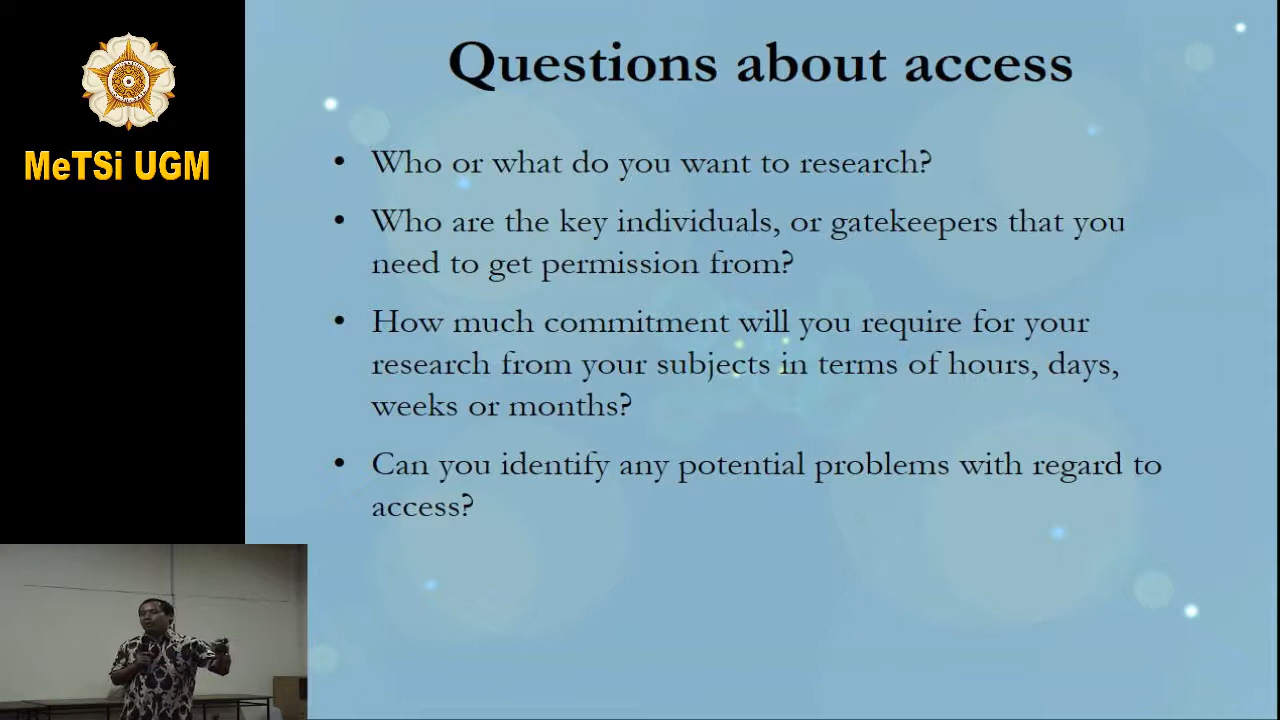 Questions about access
MeTSi UGM
• Who or what do you want to research?
• Who are the key individuals, or gatekeepers that you
need to get permission from?
• How much commitment will you require for your
research from your subjects in terms of hours, days,
weeks or months?
• Can you identify any potential problems with regard to
access?